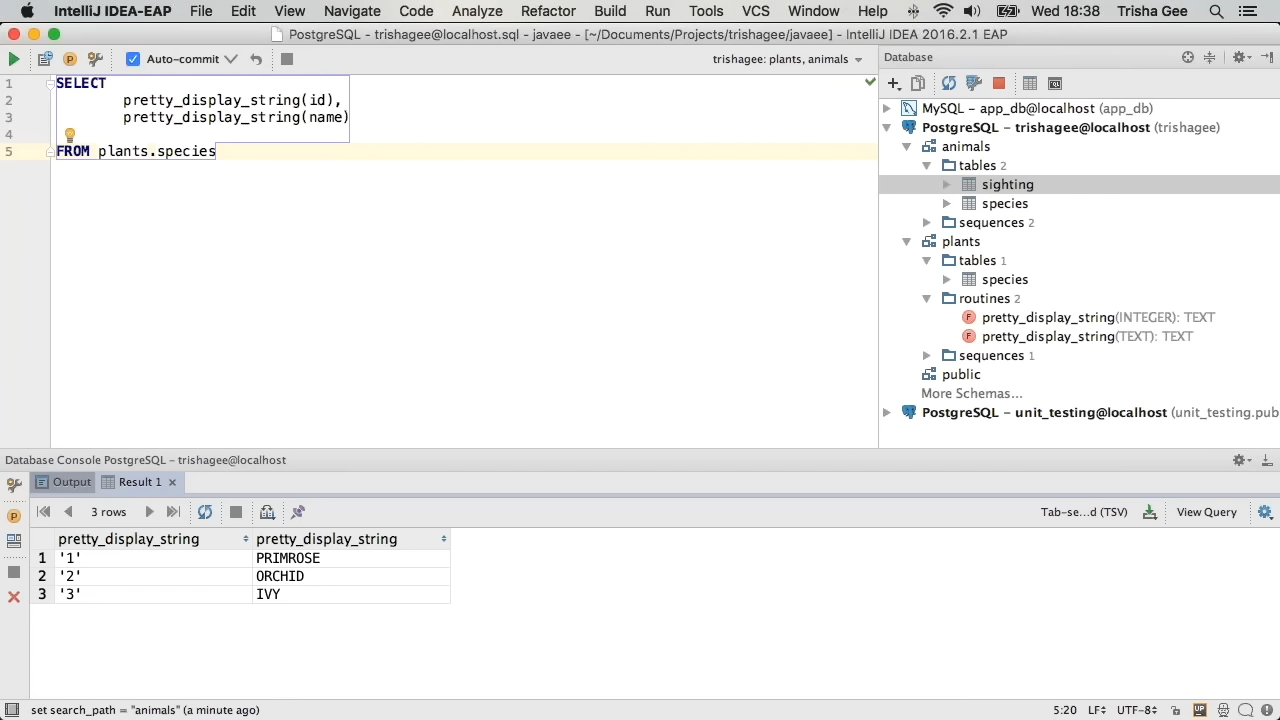 IntelliJ IDEA-EAP File Edit View Navigate Code Analyze Refactor Build Run Tools VCS Window Help Wed 18:38 Trisha Gee
PostgreSQL - trishagee@localhost.sql - javaee - [~/Documents/Projects/trishagee/javaee] - IntelliJ IDEA 2016.2.1 EAP
P Auto-commit trishagee: plants, animals
Database
1 SELECT
2 pretty_display_string(id),
3 pretty_display_string(name)
4
5 FROM plants.species
MySQL – app_db@localhost (app_db)
PostgreSQL – trishagee@localhost (trishagee)
animals
tables 2
sighting
species
sequences 2
plants
tables 1
species
routines 2
F pretty_display_string(INTEGER): TEXT
F pretty_display_string(TEXT): TEXT
sequences 1
public
More Schemas...
PostgreSQL – unit_testing@localhost (unit_testing.pub
Database Console PostgreSQL - trishagee@localhost
Output Result 1
3 rows Tab-se...d (TSV) View Query
P
pretty_display_string pretty_display_string
1 '1' PRIMROSE
2 '2' ORCHID
3 '3' IVY
set search_path = "animals" (a minute ago) 5:20 LF÷ UTF-8÷ UP